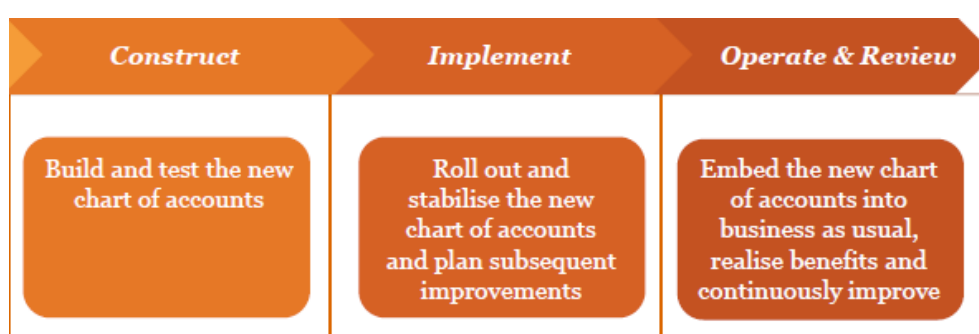 Construct
Implement
Operate & Review
Build and test the new
chart of accounts
Roll out and
stabilise the new
chart of accounts
and plan subsequent
improvements
Embed the new chart
of accounts into
business as usual,
realise benefits and
continuously improve